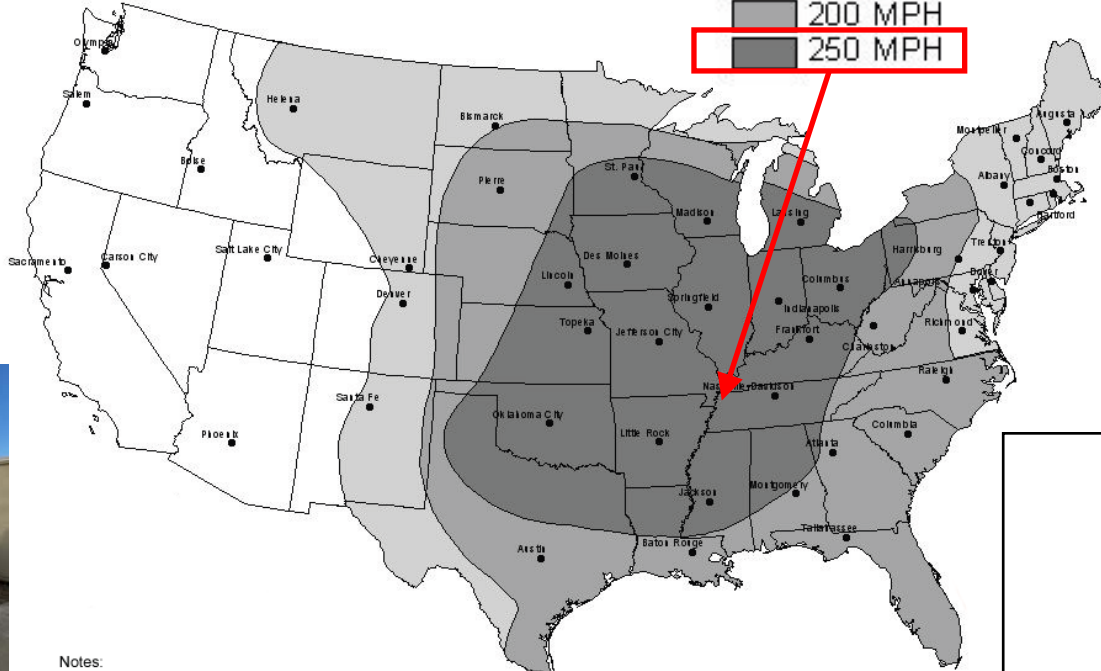 200 MPH
250 MPH
Olympia
Salem
Helena
Bismarck
Boise
Pierre
St. Paul
Montpelier
Augusta
Concord
Albany
Boston
Hartford
Madison
Lansing
Sacramento
Carson City
Salt Lake City
Cheyenne
Des Moines
Lincoln
Harrisburg
Trenton
Dover
Annapolis
Denver
Springfield
Columbus
Indianapolis
Topeka
Jefferson City
Frankfort
Charleston
Richmond
Santa Fe
Phoenix
Oklahoma City
Nashville-Davidson
Raleigh
Little Rock
Columbia
Atlanta
Jackson
Montgomery
Tallahassee
Austin
Baton Rouge
Notes: